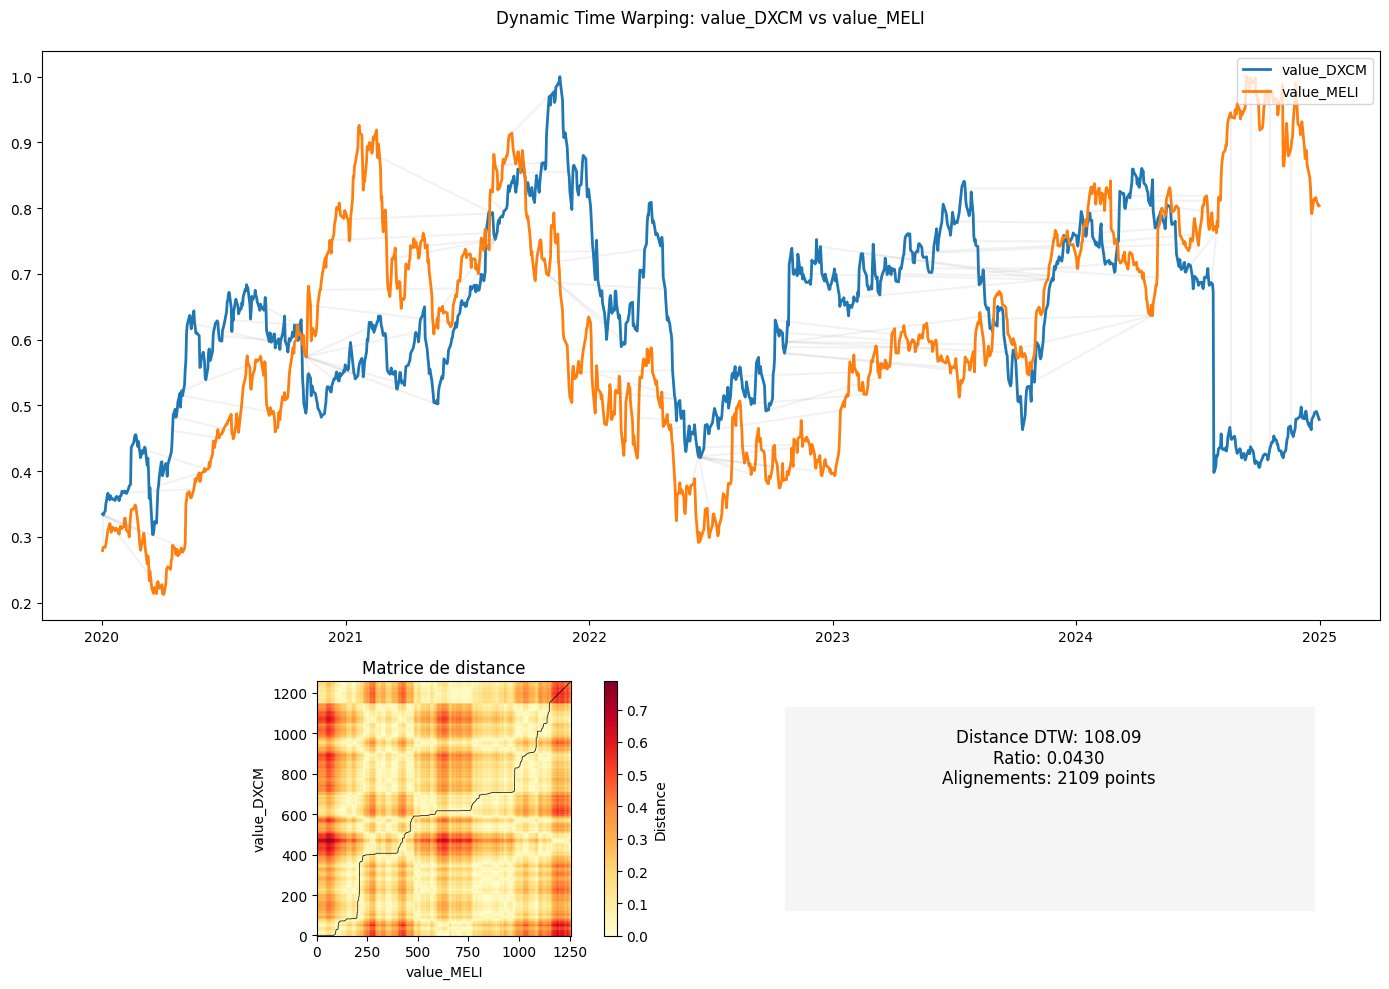 Dynamic Time Warping: value_DXCM vs value_MELI
value_DXCM
value_MELI
1.0
0.9
0.8
0.7
0.6
0.5
0.4
0.3
0.2
2020 2021 2022 2023 2024 2025
Matrice de distance
value_DXCM
1200
1000
800
600
400
200
0
0 250 500 750 1000 1250
value_MELI
0.7
0.6
0.5
0.4
0.3
0.2
0.1
0.0
Distance
Distance DTW: 108.09
Ratio: 0.0430
Alignements: 2109 points